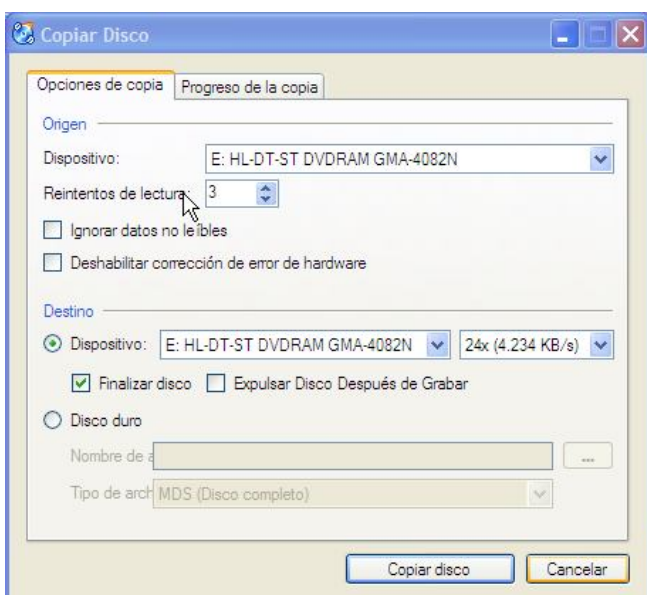 Copiar Disco
Opciones de copia Progreso de la copia
Origen
Dispositivo: E: HL-DT-ST DVDRAM GMA-4082N
Reintentos de lectura: 3
Ignorar datos no leíbles
Deshabilitar corrección de error de hardware
Destino
Dispositivo: E: HL-DT-ST DVDRAM GMA-4082N 24x (4.234 KB/s)
Finalizar disco Expulsar Disco Después de Grabar
Disco duro
Nombre de a ...
Tipo de arch MDS (Disco completo)
Copiar disco Cancelar